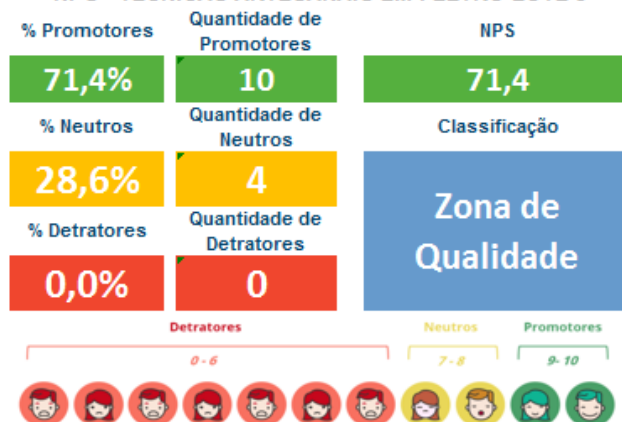 % Promotores
Quantidade de
Promotores
NPS
71,4%
10
71,4
% Neutros
Quantidade de
Neutros
Classificação
28,6%
4
Zona de
Qualidade
% Detratores
Quantidade de
Detratores
0,0%
0
Detratores
Neutros
Promotores
0 - 6
7 - 8
9- 10